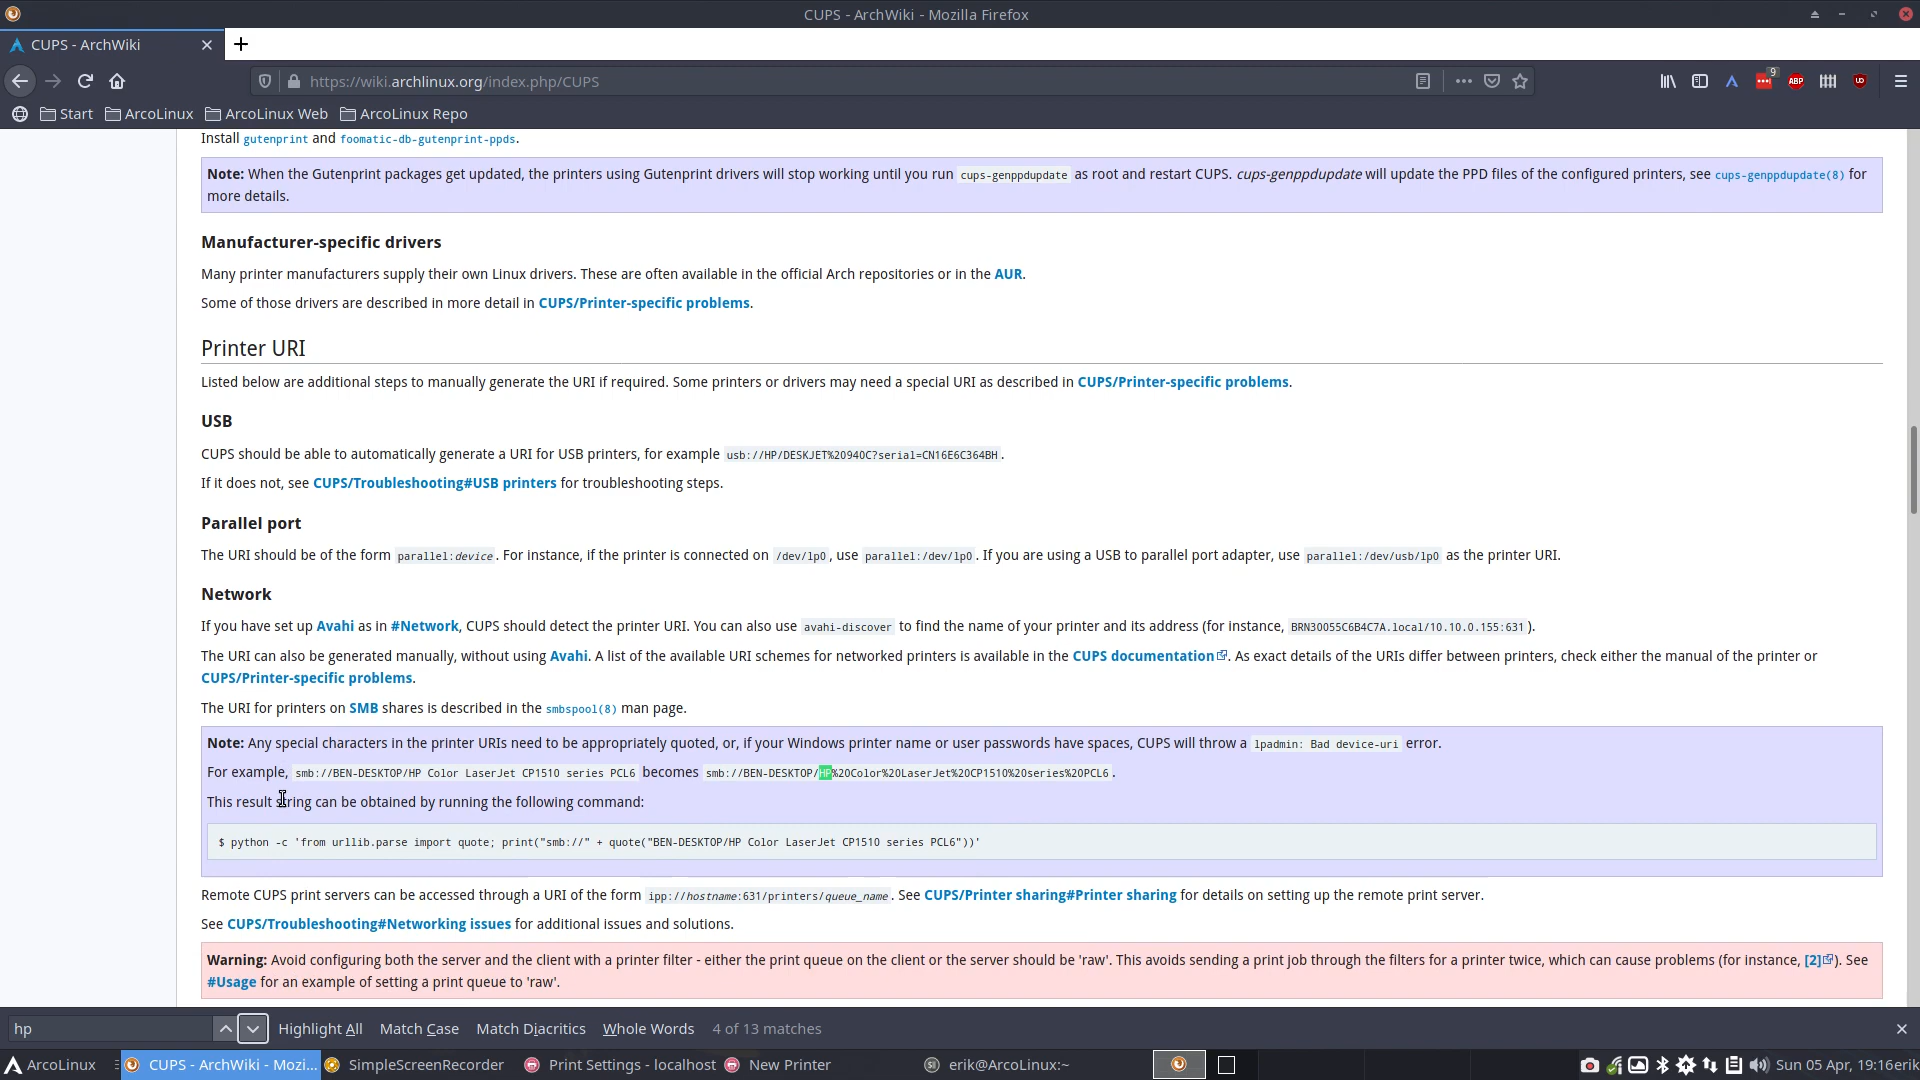 CUPS - ArchWiki - Mozilla Firefox
CUPS - ArchWiki
https://wiki.archlinux.org/index.php/CUPS
9
ABP
Start ArcoLinux ArcoLinux Web ArcoLinux Repo
Install gutenprint and foomatic-db-gutenprint-ppds.
Note: When the Gutenprint packages get updated, the printers using Gutenprint drivers will stop working until you run cups-genppdupdate as root and restart CUPS. cups-genppdupdate will update the PPD files of the configured printers, see cups-genppdupdate(8) for
more details.
Manufacturer-specific drivers
Many printer manufacturers supply their own Linux drivers. These are often available in the official Arch repositories or in the AUR.
Some of those drivers are described in more detail in CUPS/Printer-specific problems.
Printer URI
Listed below are additional steps to manually generate the URI if required. Some printers or drivers may need a special URI as described in CUPS/Printer-specific problems.
USB
CUPS should be able to automatically generate a URI for USB printers, for example usb://HP/DESKJET%20940C?serial=CN16E6C364BH.
If it does not, see CUPS/Troubleshooting#USB printers for troubleshooting steps.
Parallel port
The URI should be of the form parallel:device. For instance, if the printer is connected on /dev/lp0, use parallel:/dev/lp0. If you are using a USB to parallel port adapter, use parallel:/dev/usb/lp0 as the printer URI.
Network
If you have set up Avahi as in #Network, CUPS should detect the printer URI. You can also use avahi-discover to find the name of your printer and its address (for instance, BRN30055C6B4C7A.local/10.10.0.155:631).
The URI can also be generated manually, without using Avahi. A list of the available URI schemes for networked printers is available in the CUPS documentation. As exact details of the URIs differ between printers, check either the manual of the printer or
CUPS/Printer-specific problems.
The URI for printers on SMB shares is described in the smbspool(8) man page.
Note: Any special characters in the printer URIs need to be appropriately quoted, or, if your Windows printer name or user passwords have spaces, CUPS will throw a lpadmin: Bad device-uri error.
For example, smb://BEN-DESKTOP/HP Color LaserJet CP1510 series PCL6 becomes smb://BEN-DESKTOP/HP%20Color%20LaserJet%20CP1510%20series%20PCL6.
This result string can be obtained by running the following command:
$ python -c 'from urllib.parse import quote; print("smb://" + quote("BEN-DESKTOP/HP Color LaserJet CP1510 series PCL6"))'
Remote CUPS print servers can be accessed through a URI of the form ipp://hostname:631/printers/queue_name. See CUPS/Printer sharing#Printer sharing for details on setting up the remote print server.
See CUPS/Troubleshooting#Networking issues for additional issues and solutions.
Warning: Avoid configuring both the server and the client with a printer filter - either the print queue on the client or the server should be 'raw'. This avoids sending a print job through the filters for a printer twice, which can cause problems (for instance, [2]). See
#Usage for an example of setting a print queue to 'raw'.
hp Highlight All Match Case Match Diacritics Whole Words 4 of 13 matches
ArcoLinux CUPS - ArchWiki - Mozi... SimpleScreenRecorder Print Settings - localhost New Printer erik@ArcoLinux:~ Sun 05 Apr, 19:16 erik